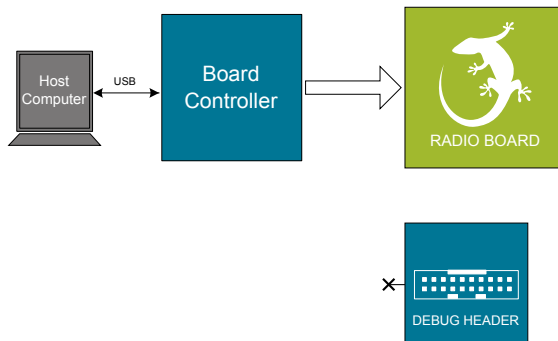 Host
Computer
USB
Board
Controller
RADIO BOARD
DEBUG HEADER